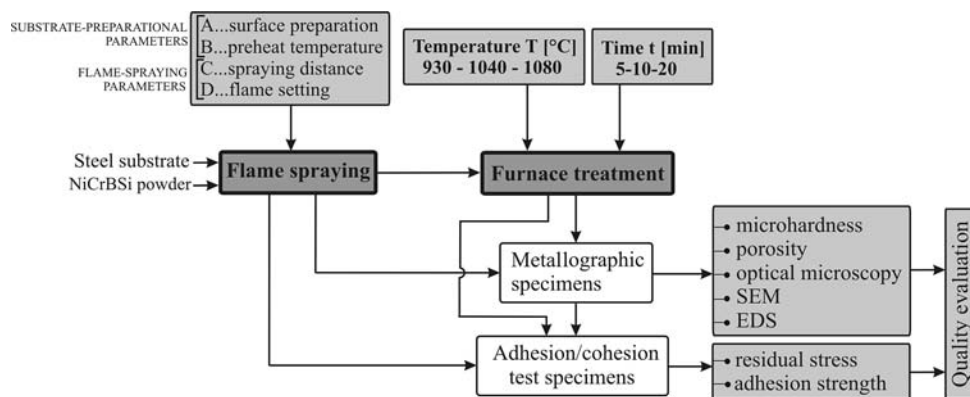 SUBSTRATE-PREPARATIONAL
PARAMETERS
A...surface preparation
B...preheat temperature
FLAME-SPRAYING
PARAMETERS
C...spraying distance
D...flame setting
Temperature T [°C]
930 - 1040 - 1080
Time t [min]
5-10-20
Steel substrate
NiCrBSi powder
Flame spraying
Furnace treatment
Metallographic
specimens
Adhesion/cohesion
test specimens
microhardness
porosity
optical microscopy
SEM
EDS
residual stress
adhesion strength
Quality evaluation